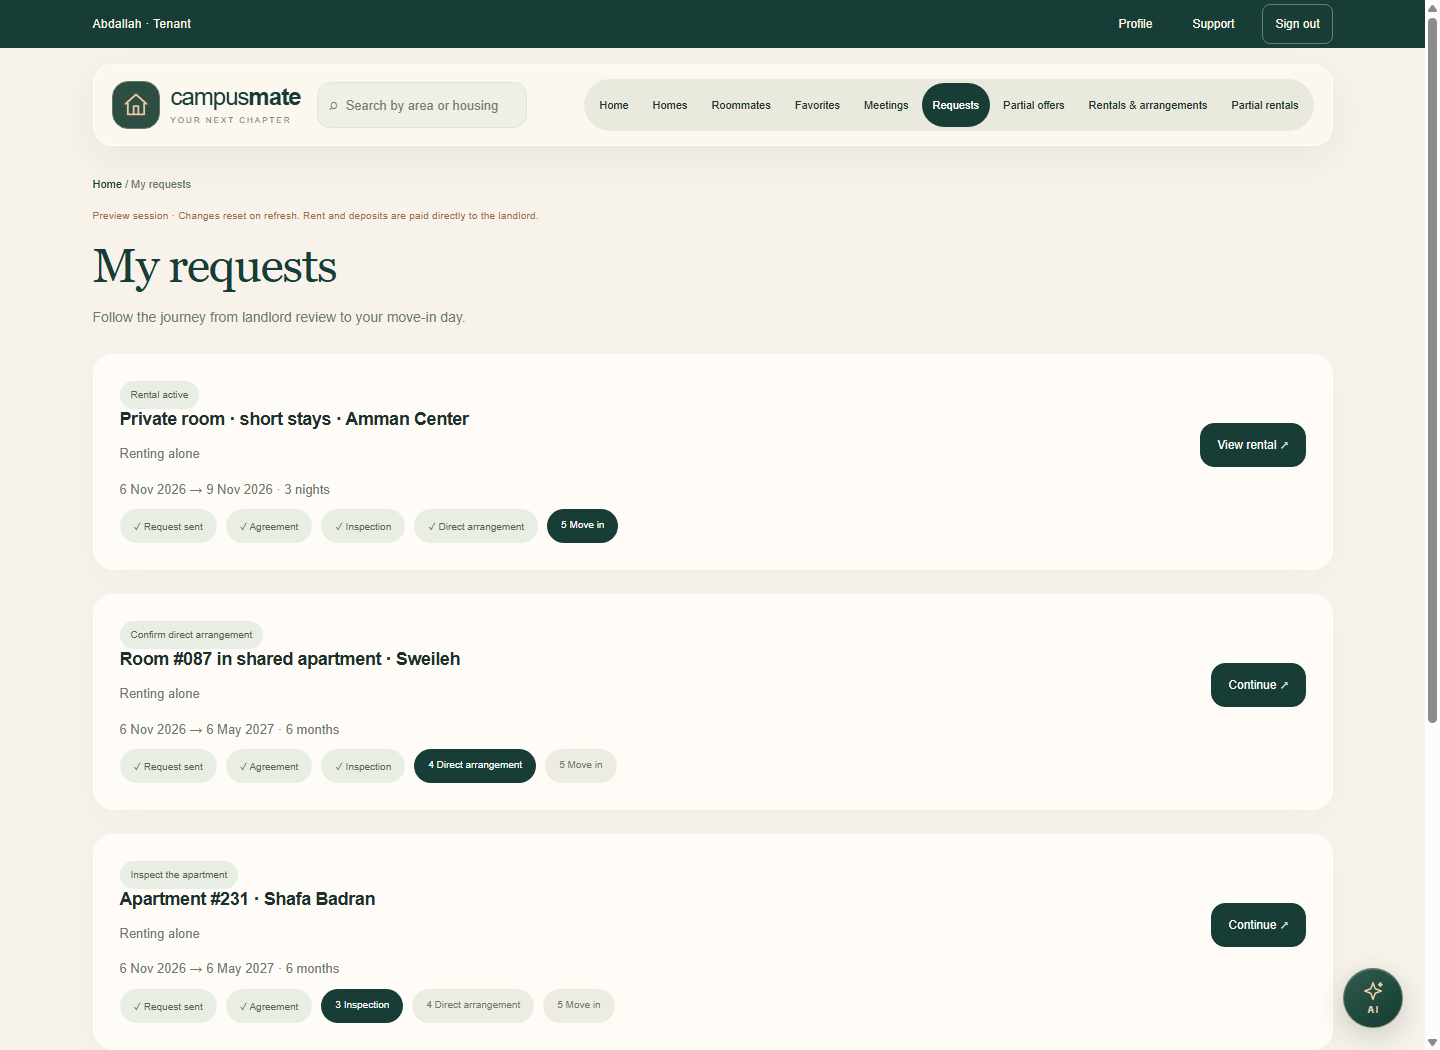 Abdallah · Tenant
Profile
Support
Sign out
campusmate
YOUR NEXT CHAPTER
Search by area or housing
Home
Homes
Roommates
Favorites
Meetings
Requests
Partial offers
Rentals & arrangements
Partial rentals
Home / My requests
Preview session · Changes reset on refresh. Rent and deposits are paid directly to the landlord.
My requests
Follow the journey from landlord review to your move-in day.
Rental active
Private room · short stays · Amman Center
Renting alone
6 Nov 2026 → 9 Nov 2026 · 3 nights
✓ Request sent
✓ Agreement
✓ Inspection
✓ Direct arrangement
5 Move in
View rental ↗
Confirm direct arrangement
Room #087 in shared apartment · Sweileh
Renting alone
6 Nov 2026 → 6 May 2027 · 6 months
✓ Request sent
✓ Agreement
✓ Inspection
4 Direct arrangement
5 Move in
Continue ↗
Inspect the apartment
Apartment #231 · Shafa Badran
Renting alone
6 Nov 2026 → 6 May 2027 · 6 months
✓ Request sent
✓ Agreement
3 Inspection
4 Direct arrangement
5 Move in
Continue ↗
AI